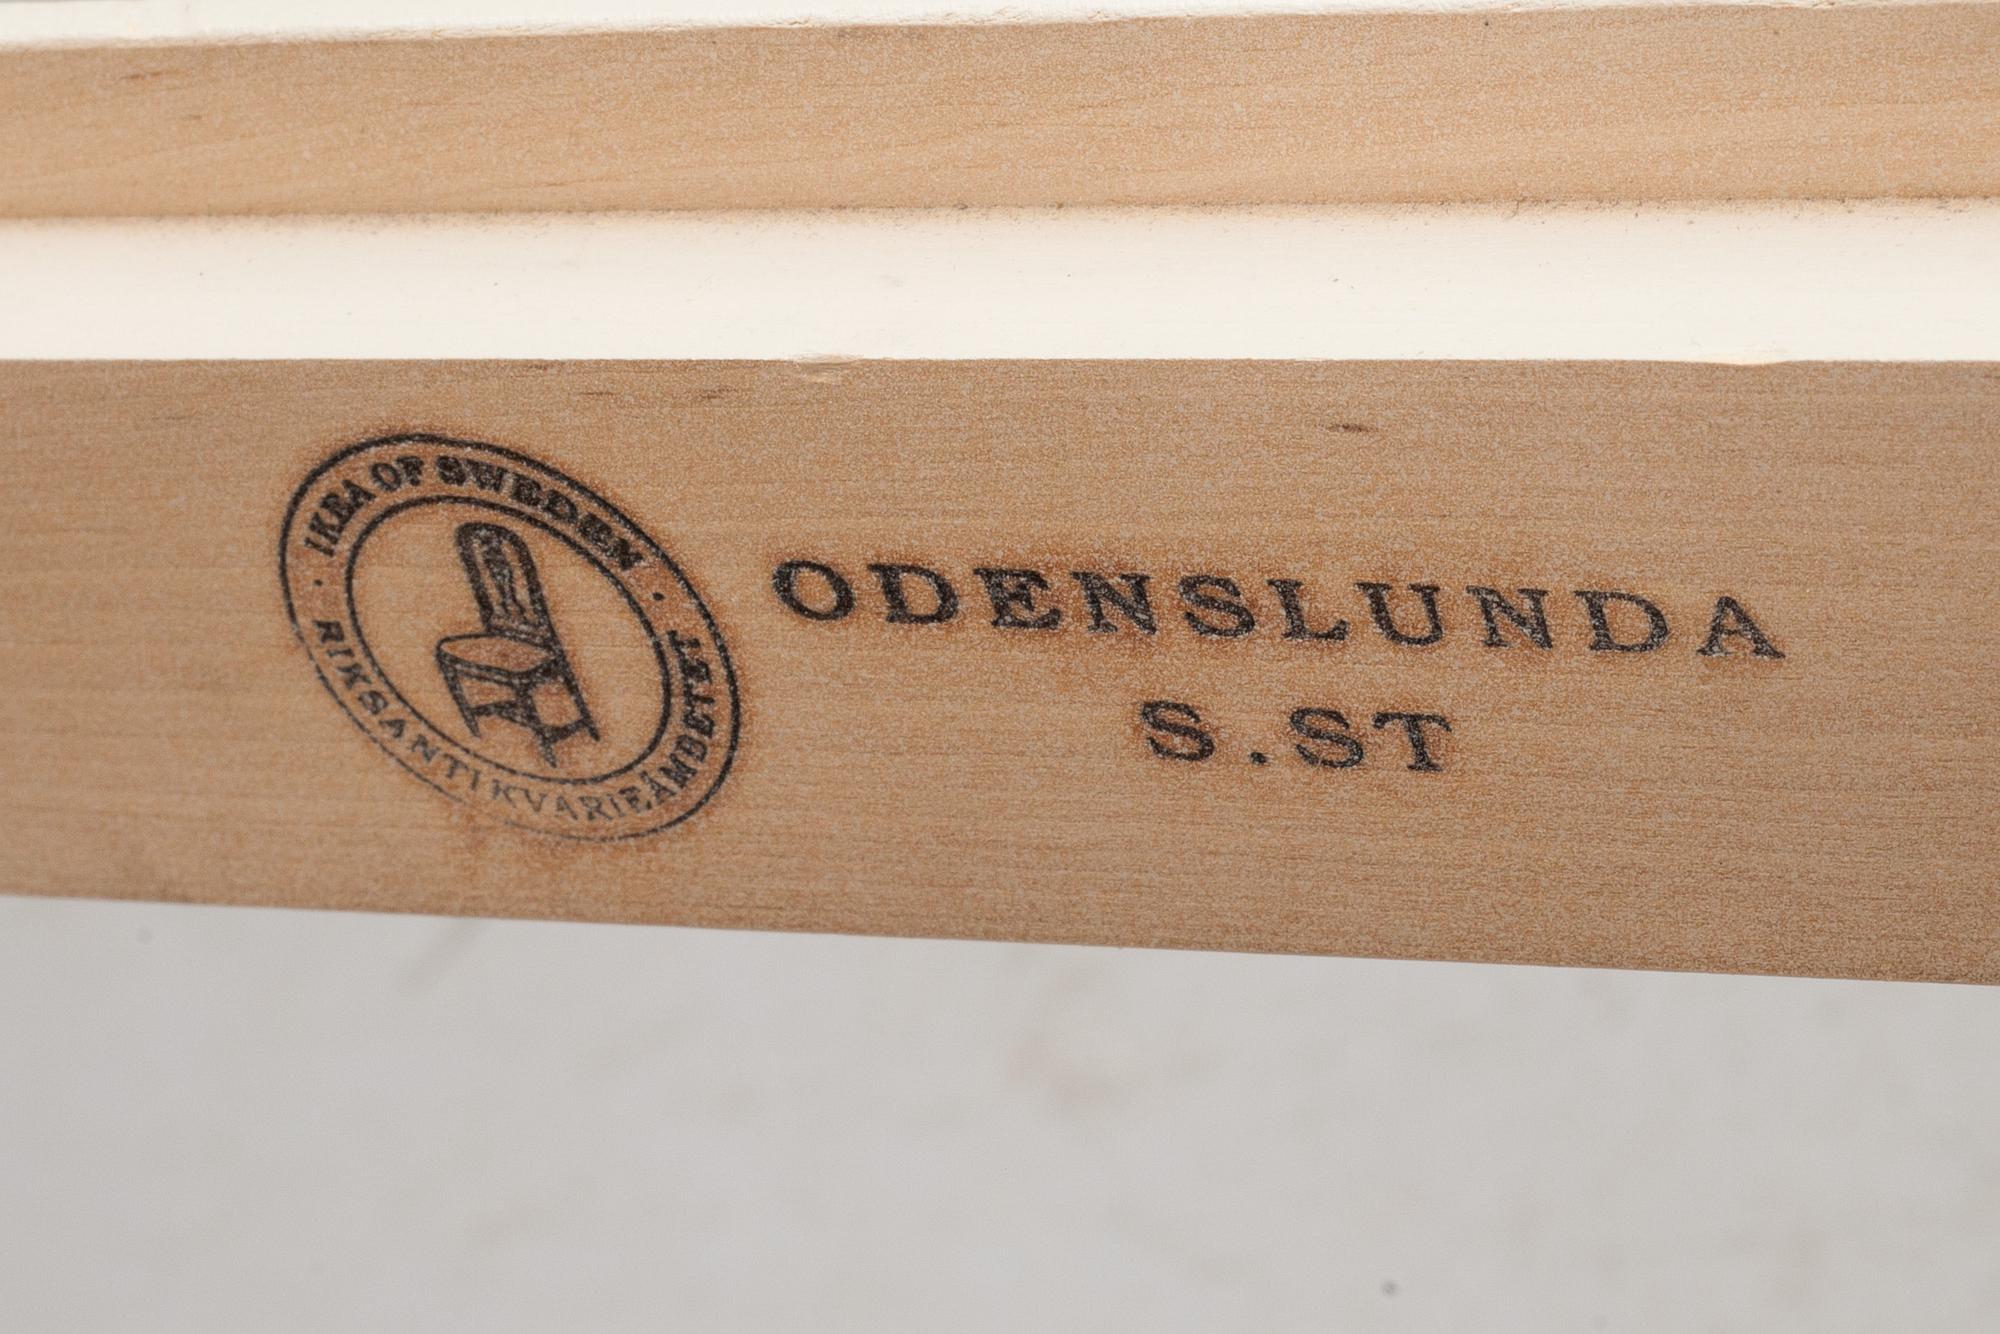 IKEA OF SWEDEN
RIKSANTIKVARIEÄMBETET
ODENSLUNDA
S.ST